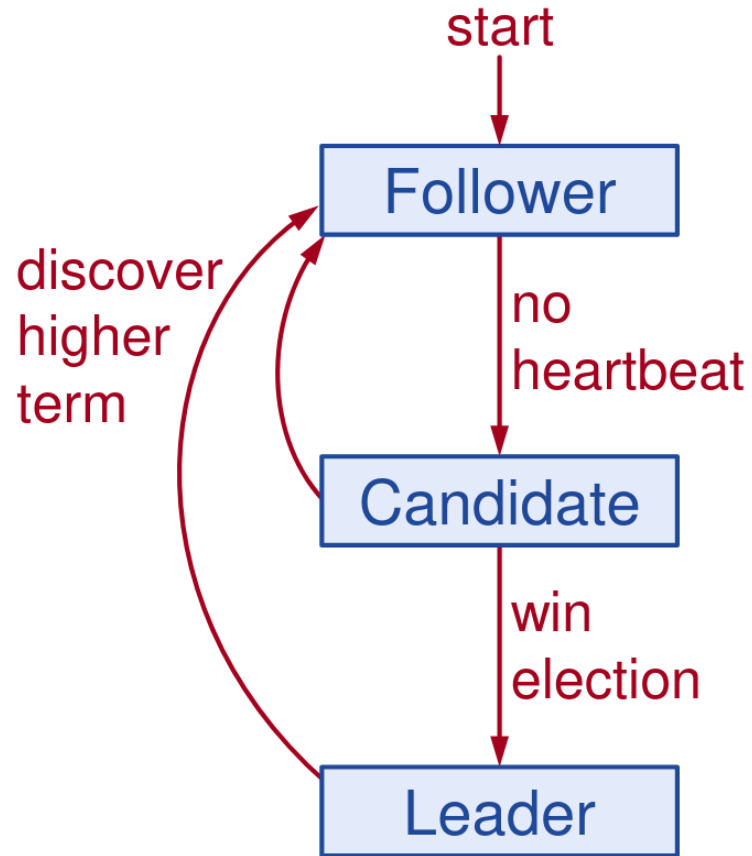 start
Follower
discover
higher
term
no
heartbeat
Candidate
win
election
Leader